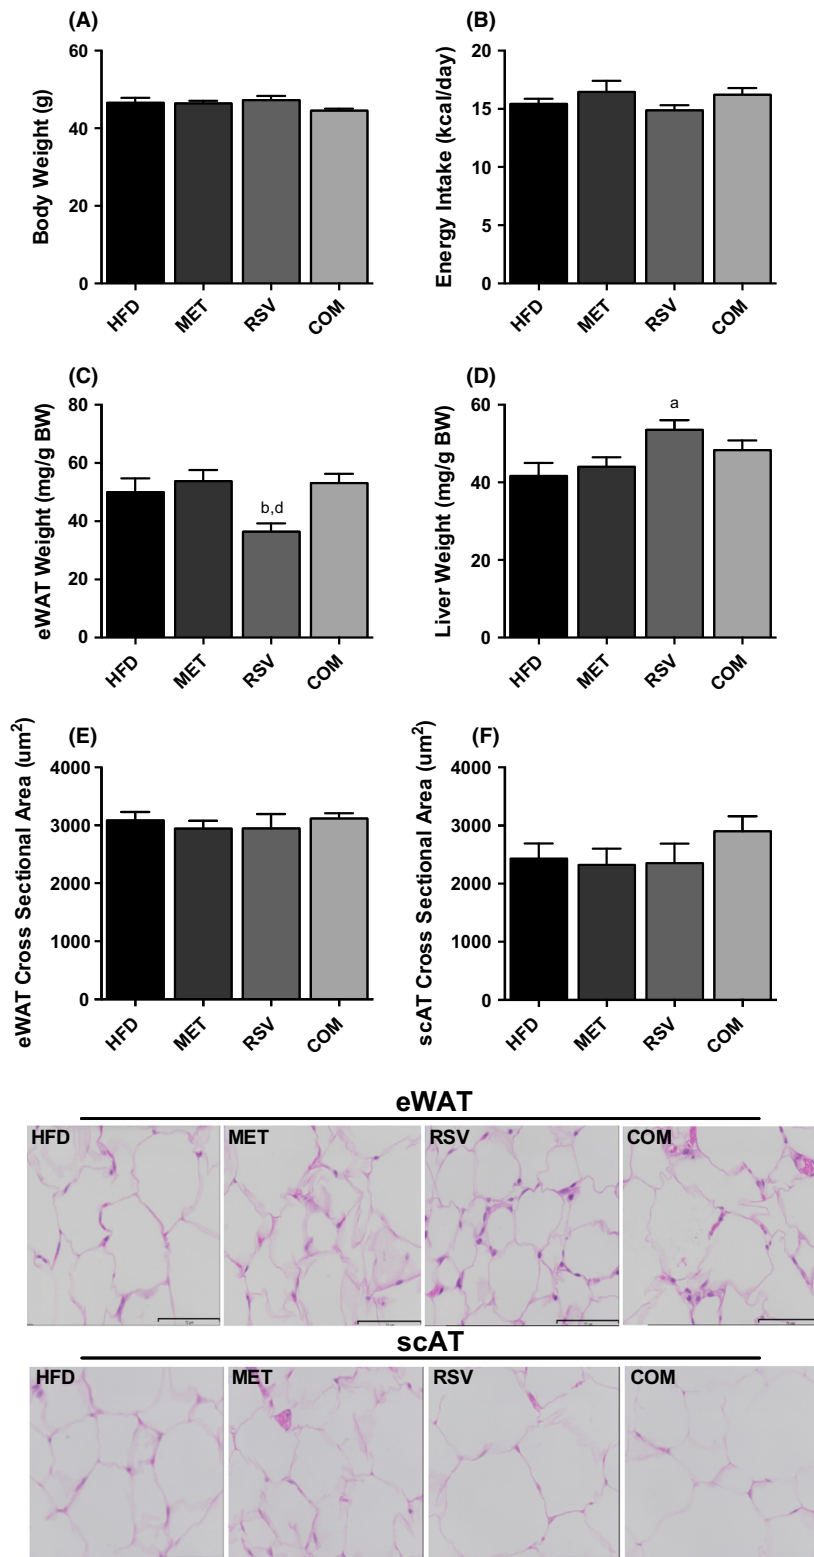 (A)
Body Weight (g)
60
40
20
0
HFD MET RSV COM
(B)
Energy Intake (kcal/day)
20
15
10
5
0
HFD MET RSV COM
(C)
eWAT Weight (mg/g BW)
80
60
40
20
0
b,d
HFD MET RSV COM
(D)
Liver Weight (mg/g BW)
60
40
20
0
a
HFD MET RSV COM
(E)
eWAT Cross Sectional Area (um²)
4000
3000
2000
1000
0
HFD MET RSV COM
(F)
scAT Cross Sectional Area (um²)
4000
3000
2000
1000
0
HFD MET RSV COM
eWAT
HFD MET RSV COM
scAT
HFD MET RSV COM